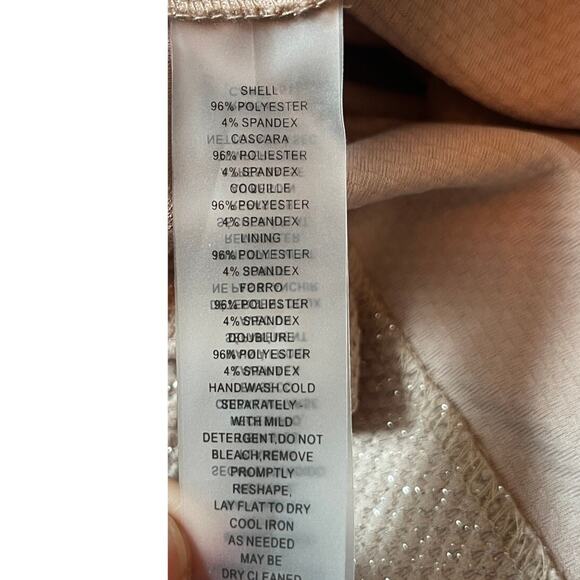 SHELL
96% POLYESTER
4% SPANDEX
CASCARA
96% POLIESTER
4% SPANDEX
COQUILLE
96% POLYESTER
4% SPANDEX
LINING
96% POLYESTER
4% SPANDEX
FORRO
96% POLIESTER
4% SPANDEX
DOUBLURE
96% POLYESTER
4% SPANDEX
HAND WASH COLD
SEPARATELY-
WITH MILD
DETERGENT,DO NOT
BLEACH,REMOVE
PROMPTLY
RESHAPE,
LAY FLAT TO DRY
COOL IRON
AS NEEDED
MAY BE
DRY CLEANED